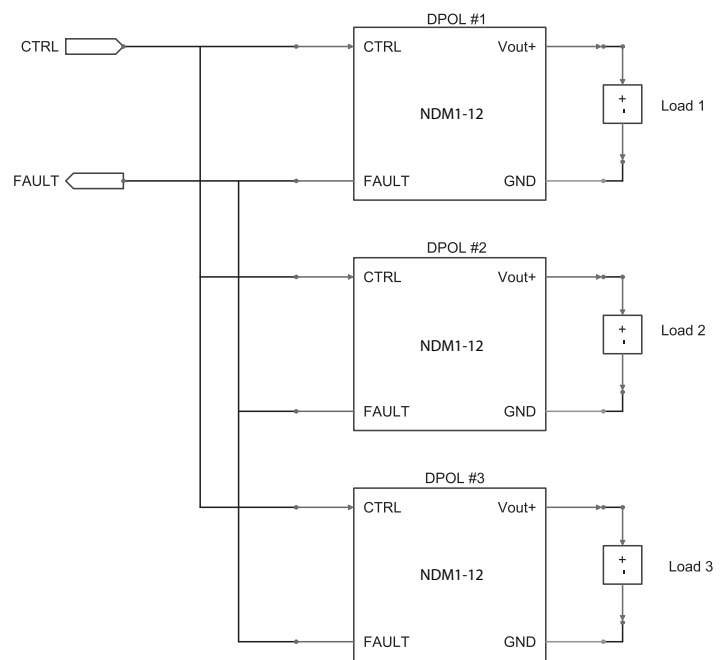 DPOL #1
CTRL
CTRL
Vout+
NDM1-12
+
-
Load 1
FAULT
FAULT
GND
DPOL #2
CTRL
Vout+
NDM1-12
+
-
Load 2
FAULT
GND
DPOL #3
CTRL
Vout+
NDM1-12
+
-
Load 3
FAULT
GND